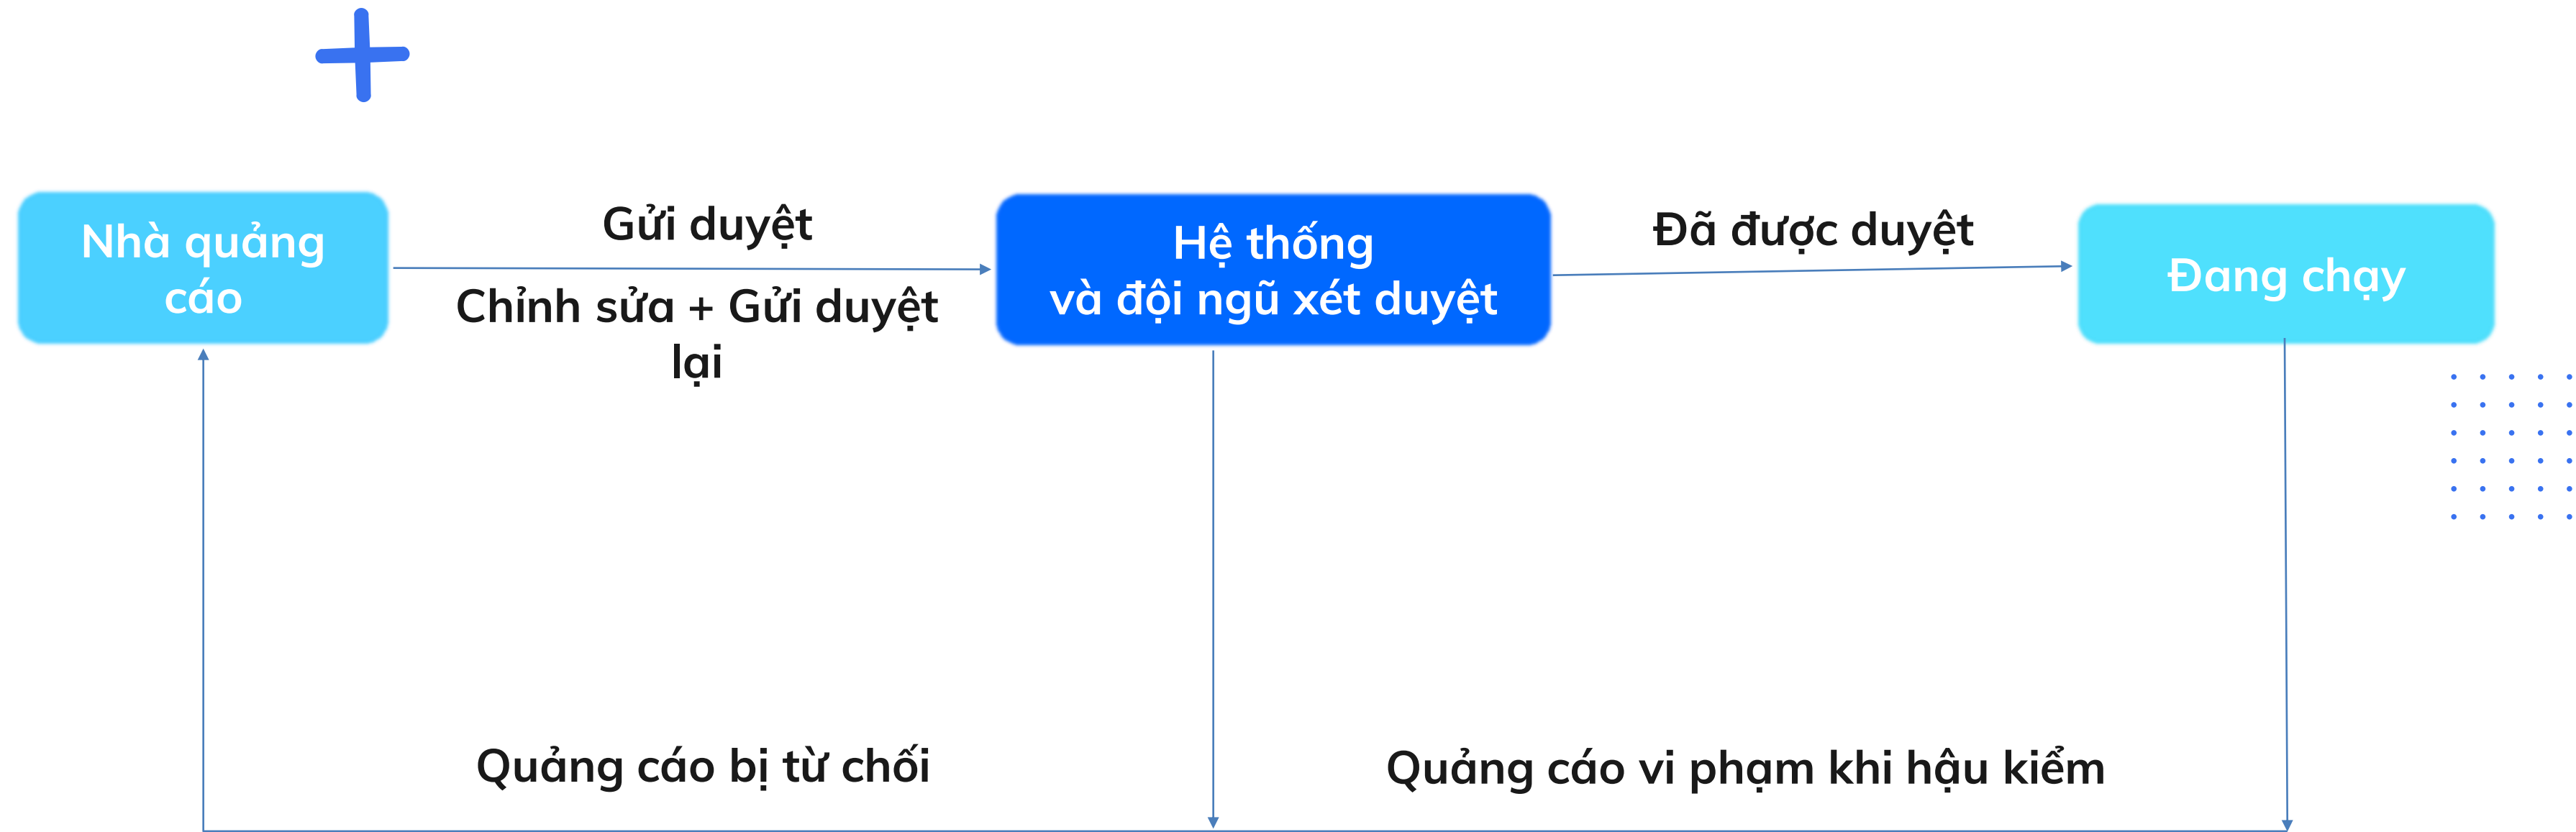 Nhà quảng
cáo
Gửi duyệt
Chỉnh sửa + Gửi duyệt
lại
Hệ thống
và đội ngũ xét duyệt
Đã được duyệt
Đang chạy
Quảng cáo bị từ chối
Quảng cáo vi phạm khi hậu kiểm